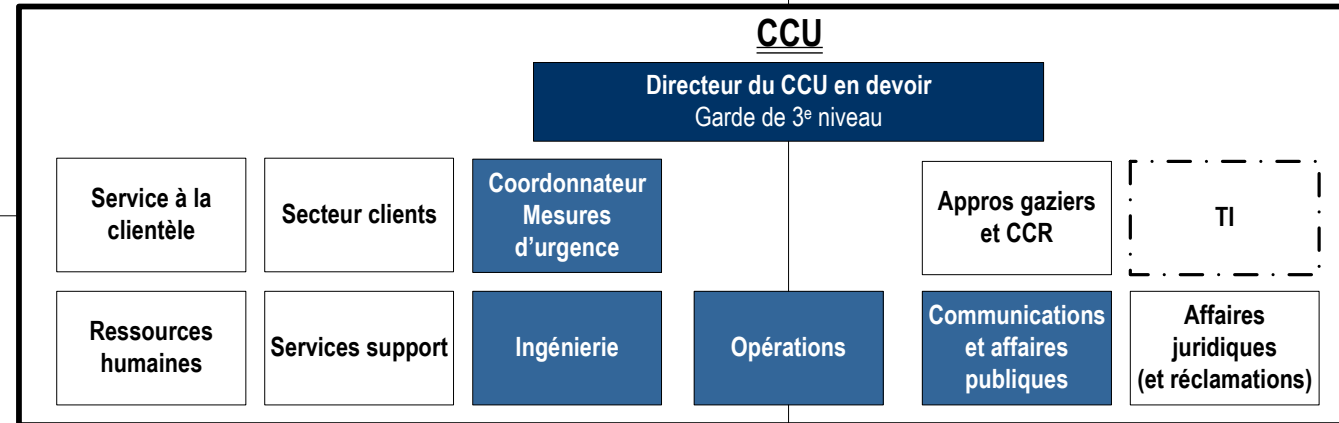 CCU
Directeur du CCU en devoir
Garde de 3e niveau
Service à la
clientèle
Secteur clients
Coordonnateur
Mesures
d’urgence
Appros gaziers
et CCR
TI
Ressources
humaines
Services support
Ingénierie
Opérations
Communications
et affaires
publiques
Affaires
juridiques
(et réclamations)